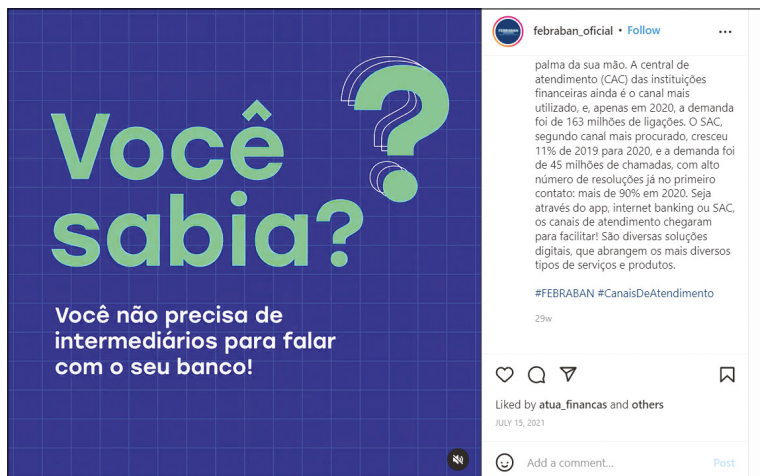 Você
sabia?
?
Você não precisa de
intermediários para falar
com o seu banco!
FEBRABAN
febraban_oficial • Follow
palma da sua mão. A central de
atendimento (CAC) das instituições
financeiras ainda é o canal mais
utilizado, e, apenas em 2020, a demanda
foi de 163 milhões de ligações. O SAC,
segundo canal mais procurado, cresceu
11% de 2019 para 2020, e a demanda foi
de 45 milhões de chamadas, com alto
número de resoluções já no primeiro
contato: mais de 90% em 2020. Seja
através do app, internet banking ou SAC,
os canais de atendimento chegaram
para facilitar! São diversas soluções
digitais, que abrangem os mais diversos
tipos de serviços e produtos.
#FEBRABAN #CanaisDeAtendimento
29w
Liked by atua_financas and others
JULY 15, 2021
Add a comment... Post